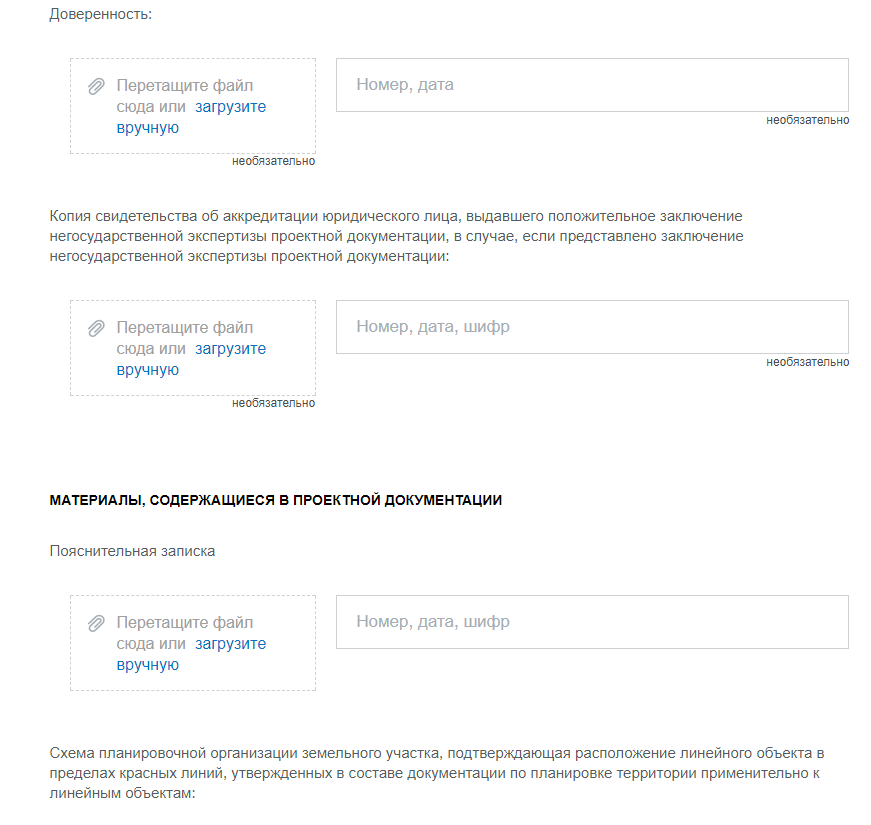 Доверенность:
Перетащите файл
сюда или загрузите
вручную
необязательно
Номер, дата
необязательно
Копия свидетельства об аккредитации юридического лица, выдавшего положительное заключение
негосударственной экспертизы проектной документации, в случае, если представлено заключение
негосударственной экспертизы проектной документации:
Перетащите файл
сюда или загрузите
вручную
необязательно
Номер, дата, шифр
необязательно
МАТЕРИАЛЫ, СОДЕРЖАЩИЕСЯ В ПРОЕКТНОЙ ДОКУМЕНТАЦИИ
Пояснительная записка
Перетащите файл
сюда или загрузите
вручную
Номер, дата, шифр
Схема планировочной организации земельного участка, подтверждающая расположение линейного объекта в
пределах красных линий, утвержденных в составе документации по планировке территории применительно к
линейным объектам: